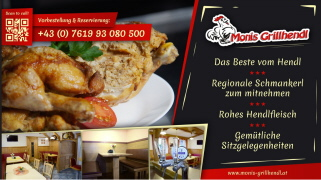 Scan to call!
Vorbestellung & Reservierung:
+43 (0) 7619 93 080 500
Monis Grillhendl
Das Beste vom Hendl
Regionale Schmankerl
zum mitnehmen
Rohes Hendlfleisch
Gemütliche
Sitzgelegenheiten
www.monis-grillhendl.at